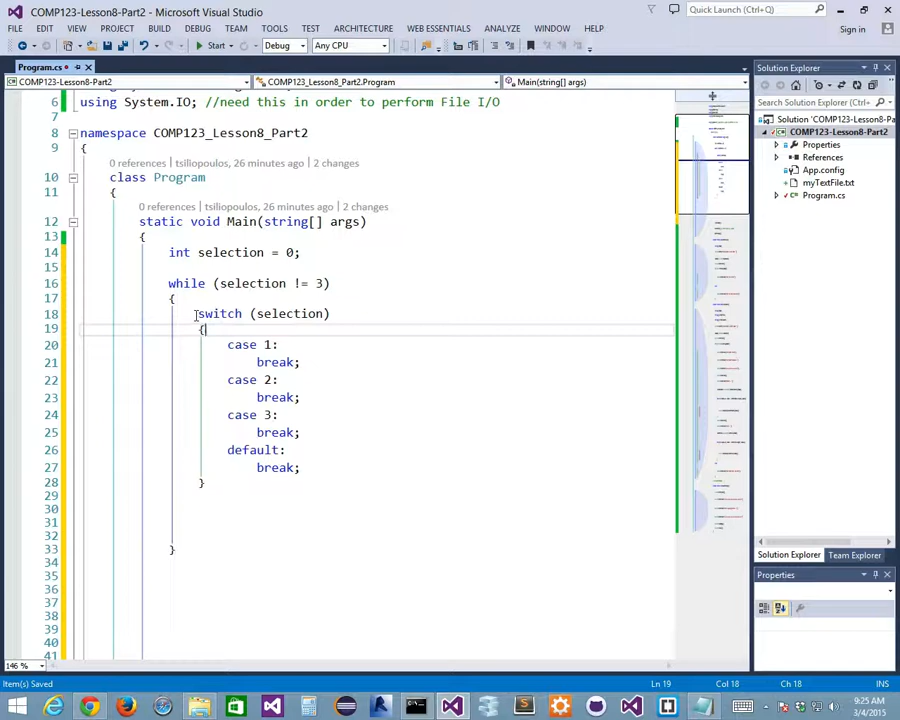 COMP123-Lesson8-Part2 - Microsoft Visual Studio
Quick Launch (Ctrl+Q)
FILE EDIT VIEW PROJECT BUILD DEBUG TEAM TOOLS TEST ARCHITECTURE WEB ESSENTIALS ANALYZE WINDOW HELP
Sign in
Start Debug Any CPU
Program.cs
COMP123-Lesson8-Part2 COMP123_Lesson8_Part2.Program Main(string[] args)
6 using System.IO; //need this in order to perform File I/O
7
8 namespace COMP123_Lesson8_Part2
9 {
0 references | tsiliopoulos, 26 minutes ago | 2 changes
10 class Program
11 {
0 references | tsiliopoulos, 26 minutes ago | 2 changes
12 static void Main(string[] args)
13 {
14 int selection = 0;
15
16 while (selection != 3)
17 {
18 switch (selection)
19 {
20 case 1:
21 break;
22 case 2:
23 break;
24 case 3:
25 break;
26 default:
27 break;
28 }
29
30
31
32
33 }
34
35
36
37
38
39
40
41
146 %
Solution Explorer
Search Solution Explorer (Ctrl+
Solution 'COMP123-Lesson8-Pa
COMP123-Lesson8-Part2
Properties
References
App.config
myTextFile.txt
Program.cs
Solution Explorer Team Explorer
Properties
Item(s) Saved Ln 19 Col 18 Ch 18 INS
9:25 AM
3/4/2015